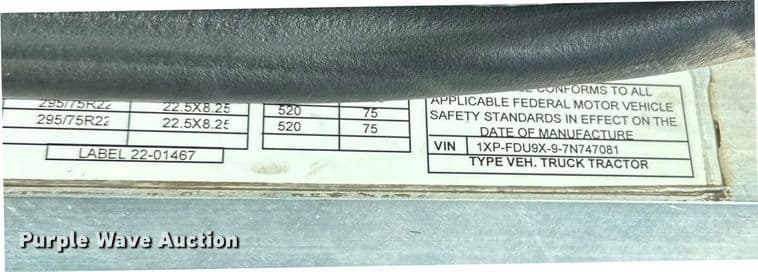 CONFORMS TO ALL
APPLICABLE FEDERAL MOTOR VEHICLE
SAFETY STANDARDS IN EFFECT ON THE
DATE OF MANUFACTURE
VIN 1XP-FDU9X-9-7N747081
TYPE VEH. TRUCK TRACTOR
295/75R22 22.5X8.25 520 75
295/75R22 22.5X8.25 520 75
LABEL 22-01467
Purple Wave Auction